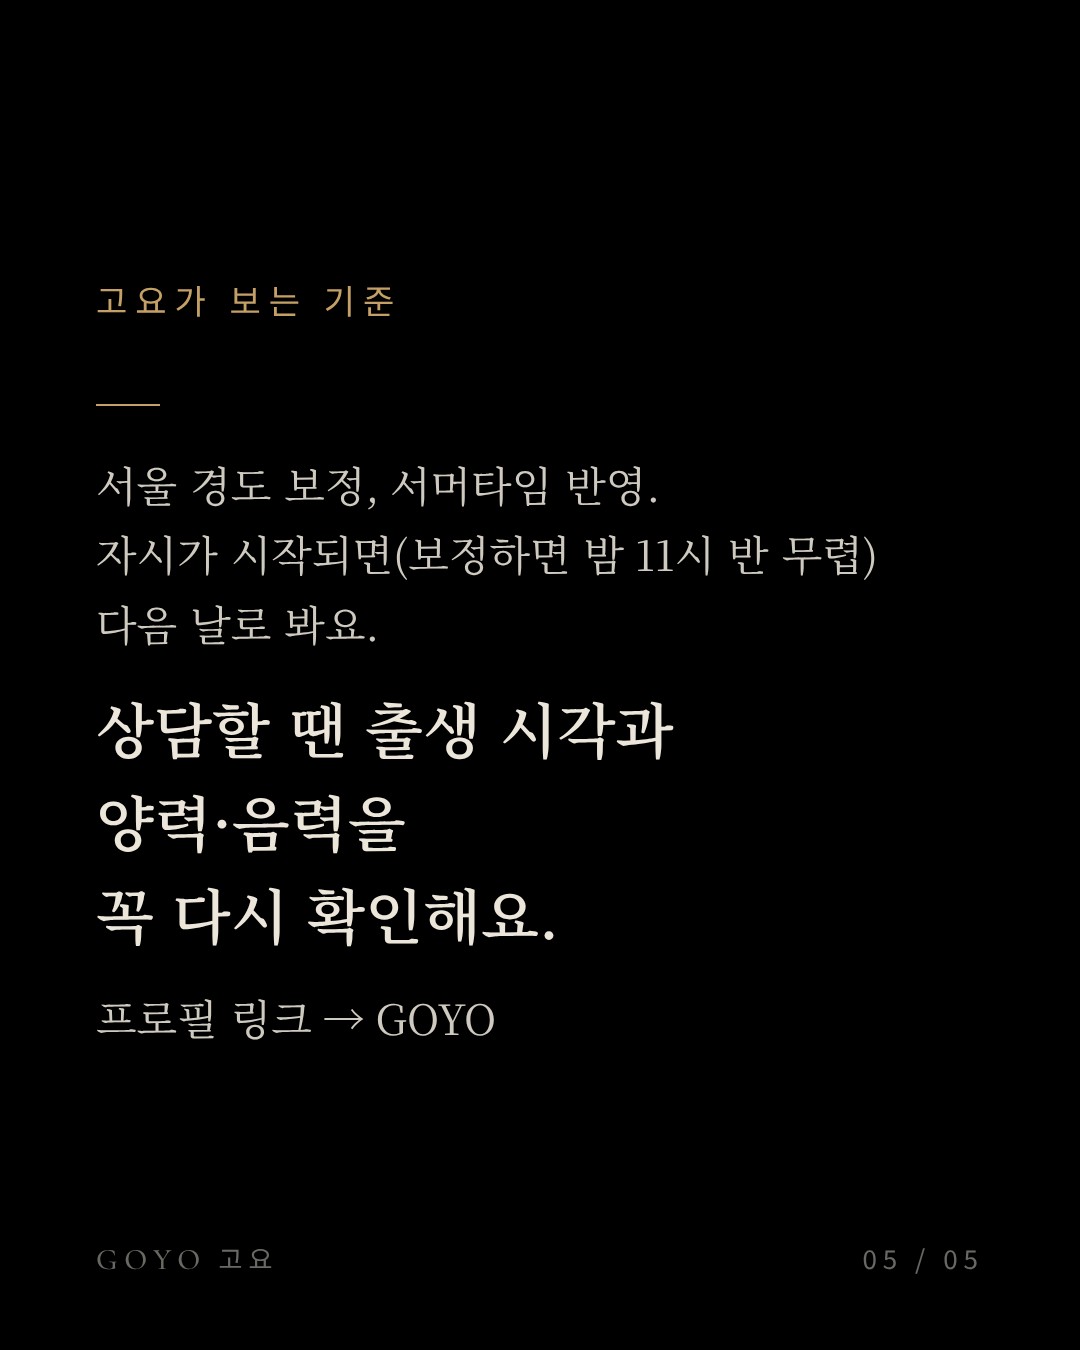 고요가 보는 기준
서울 경도 보정, 서머타임 반영.
자시가 시작되면(보정하면 밤 11시 반 무렵)
다음 날로 봐요.
상담할 땐 출생 시각과
양력·음력을
꼭 다시 확인해요.
프로필 링크 → GOYO
GOYO 고요
05 / 05